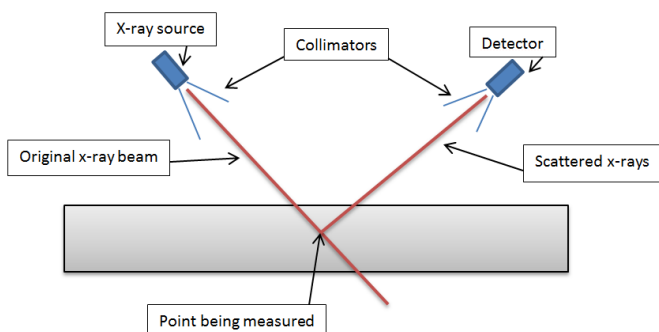 X-ray source
Collimators
Detector
Original x-ray beam
Scattered x-rays
Point being measured